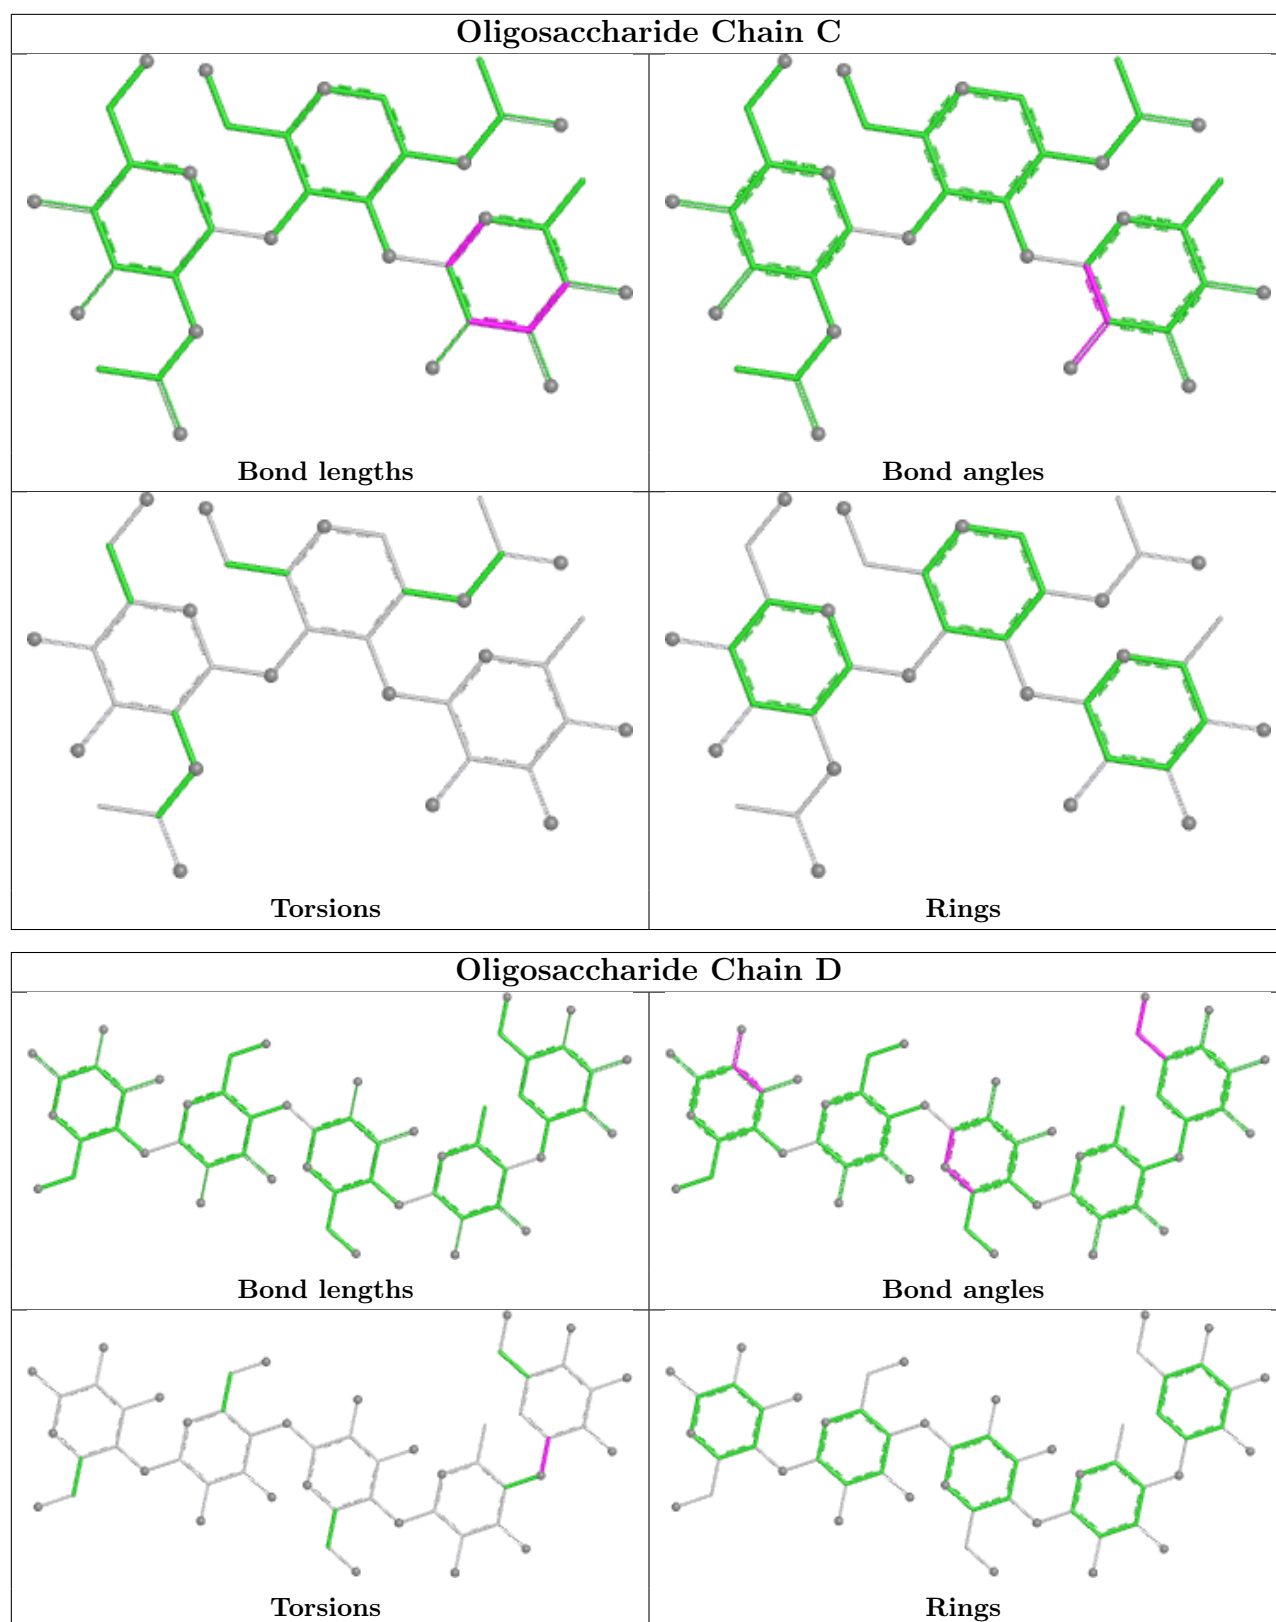 Oligosaccharide Chain C
Bond lengths
Bond angles
Torsions
Rings
Oligosaccharide Chain D
Bond lengths
Bond angles
Torsions
Rings